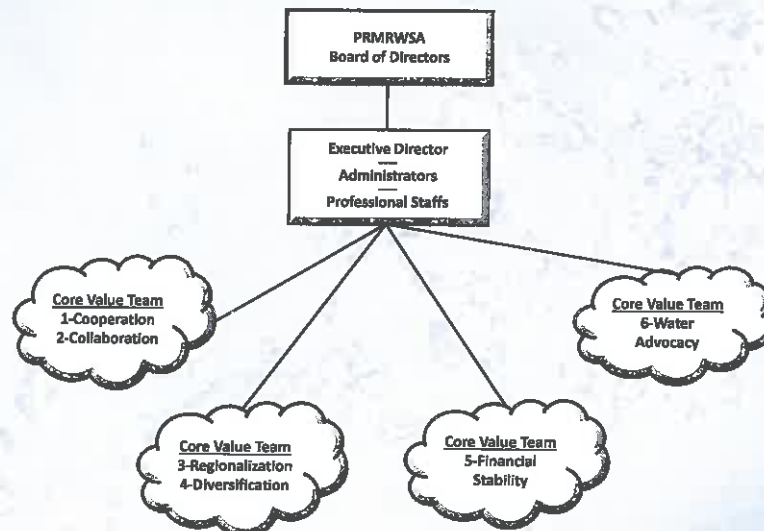 PRMRWSA
Board of Directors
Executive Director
Administrators
Professional Staffs
Core Value Team
1-Cooperation
2-Collaboration
Core Value Team
6-Water
Advocacy
Core Value Team
3-Regionalization
4-Diversification
Core Value Team
5-Financial
Stability